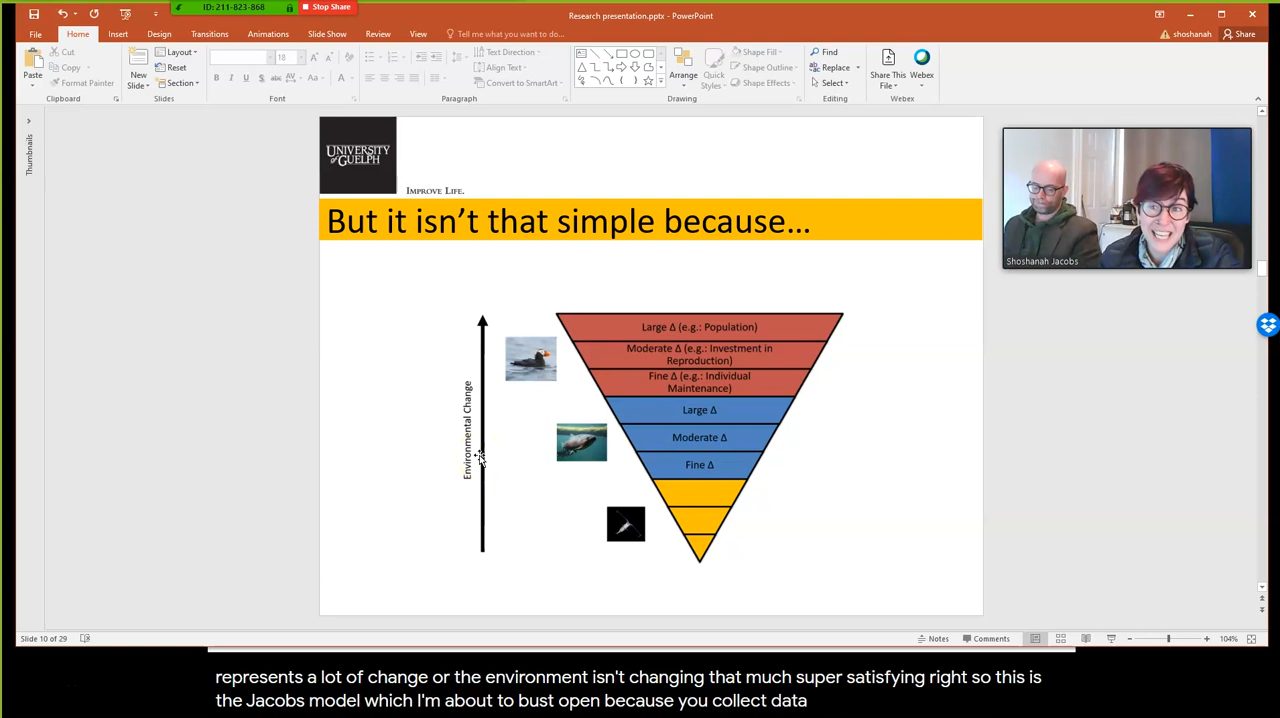 ID: 211-823-868
Stop Share
Research presentation.pptx - PowerPoint
File
Home
Insert
Design
Transitions
Animations
Slide Show
Review
View
Tell me what you want to do...
shoshanah
Share
Paste
Cut
Copy
Format Painter
Clipboard
New
Slide
Layout
Reset
Section
Slides
18
B I U S abc AV Aa A
Font
Text Direction
Align Text
Convert to SmartArt
Paragraph
Arrange
Quick
Styles
Shape Fill
Shape Outline
Shape Effects
Drawing
Find
Replace
Select
Editing
Share This
File
Webex
Webex
Thumbnails
UNIVERSITY
of GUELPH
IMPROVE LIFE.
But it isn't that simple because...
Environmental Change
Large Δ (e.g.: Population)
Moderate Δ (e.g.: Investment in
Reproduction)
Fine Δ (e.g.: Individual
Maintenance)
Large Δ
Moderate Δ
Fine Δ
Shoshanah Jacobs
Slide 10 of 29
Notes
Comments
104%
represents a lot of change or the environment isn't changing that much super satisfying right so this is
the Jacobs model which I'm about to bust open because you collect data